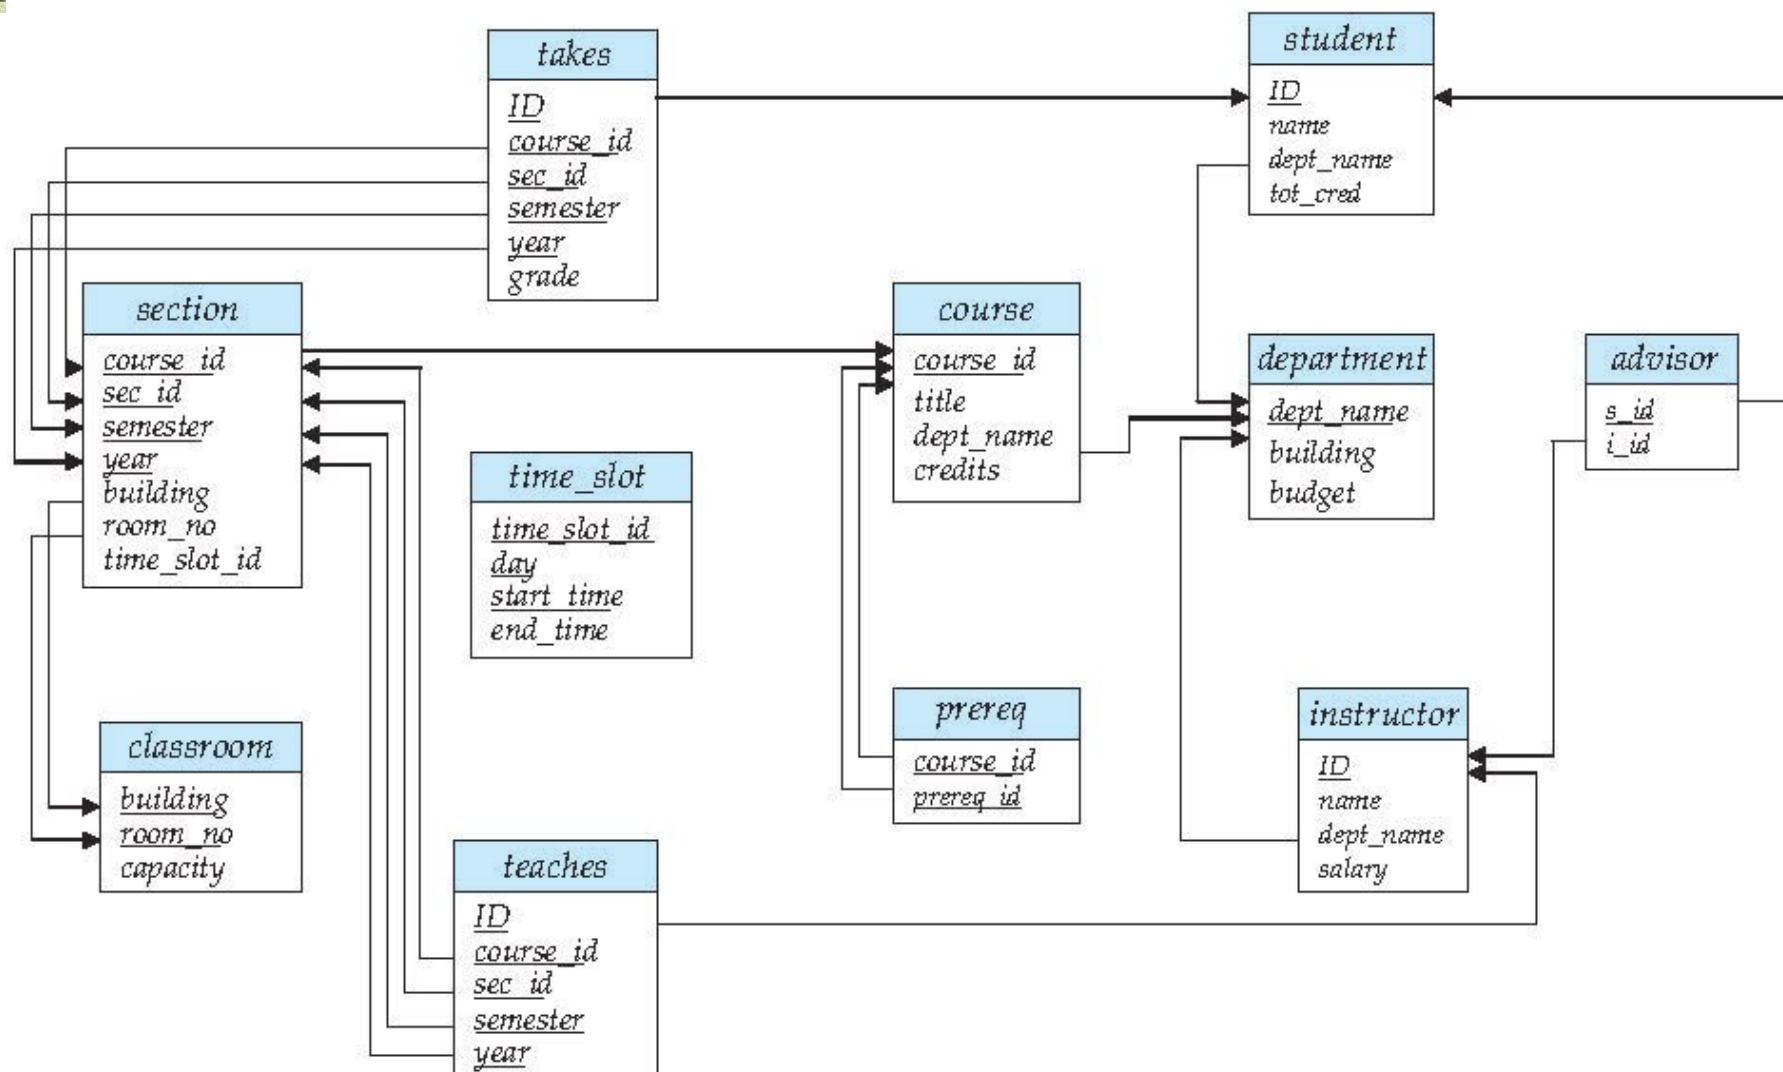 takes
ID
course_id
sec_id
semester
year
grade
student
ID
name
dept_name
tot_cred
section
course_id
sec_id
semester
year
building
room_no
time_slot_id
course
course_id
title
dept_name
credits
department
dept_name
building
budget
advisor
s_id
i_id
time_slot
time_slot_id
day
start_time
end_time
prereq
course_id
prereq_id
instructor
ID
name
dept_name
salary
classroom
building
room_no
capacity
teaches
ID
course_id
sec_id
semester
year